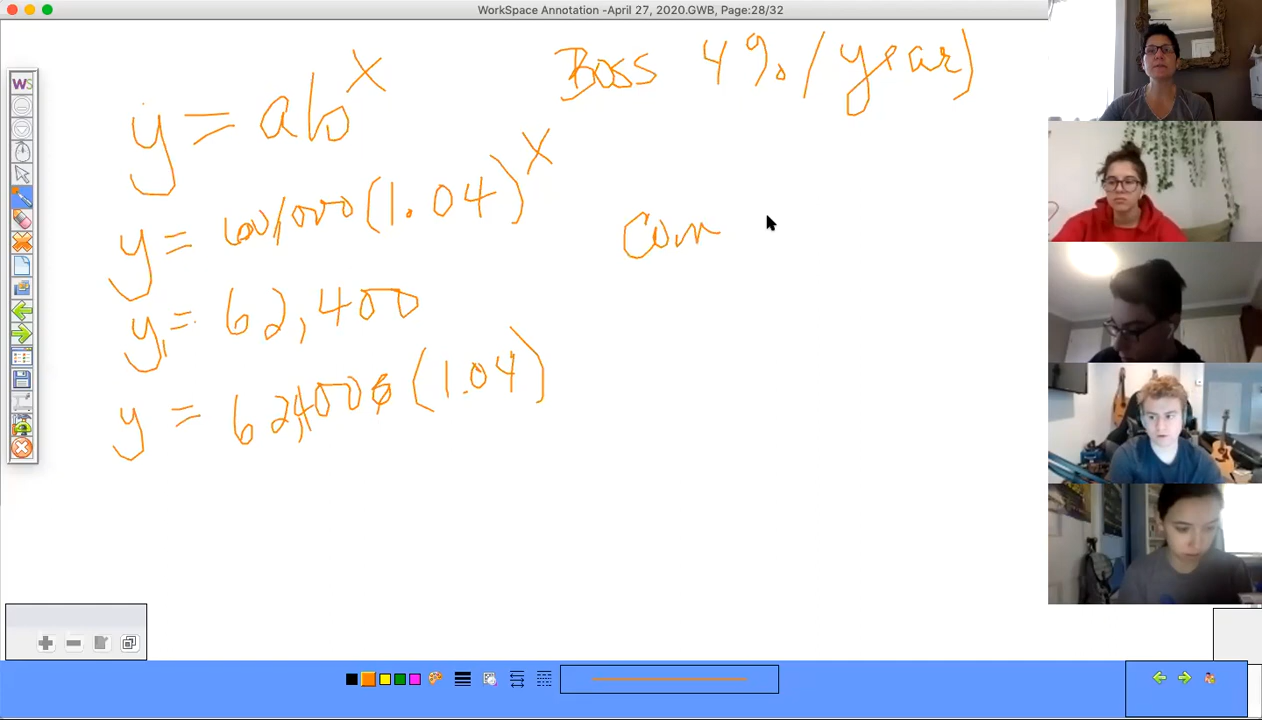 WorkSpace Annotation -April 27, 2020.GWB, Page:28/32
WS
Boss 4%/year)
y=ab^x
y= 60,000(1.04)^x
Com
y₁= 62,400
y = 62,400(1.04)